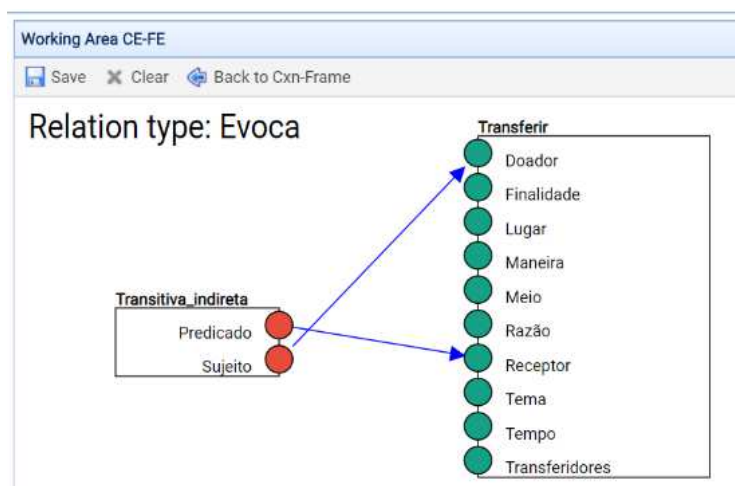 Working Area CE-FE
Save Clear Back to Cxn-Frame
Relation type: Evoca
Transferir
Doador
Finalidade
Lugar
Maneira
Meio
Razão
Receptor
Tema
Tempo
Transferidores
Transitiva_indireta
Predicado
Sujeito